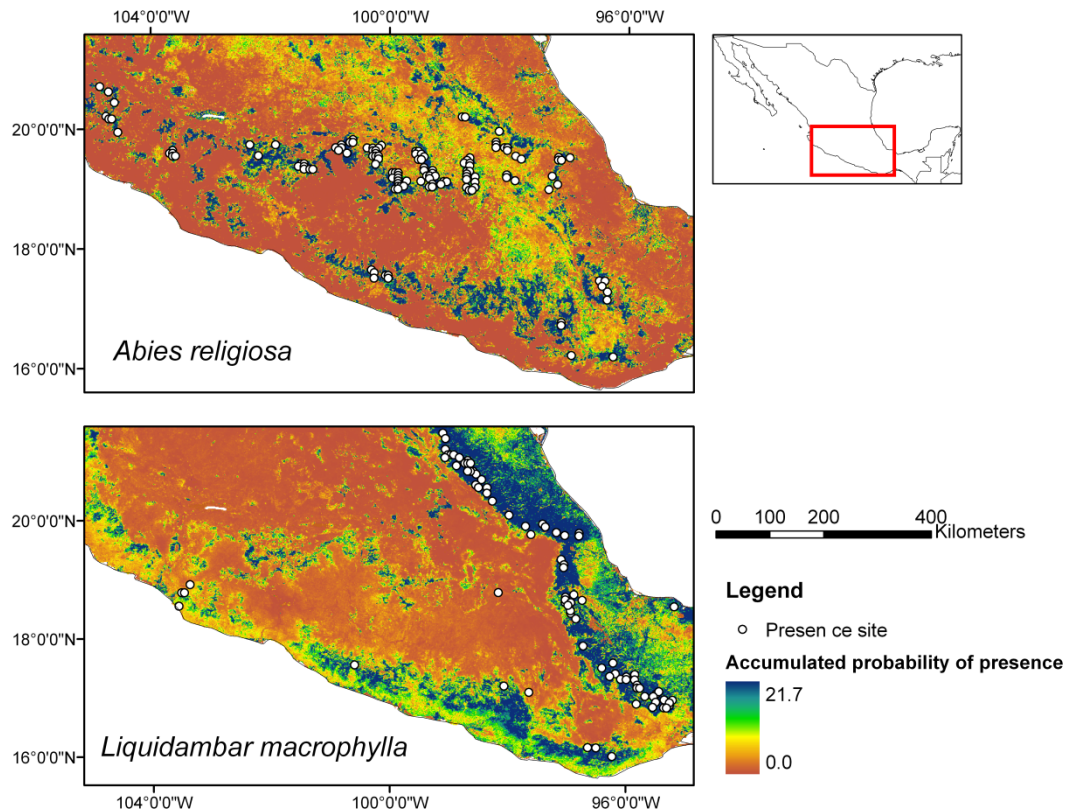 104°0'0"W 100°0'0"W 96°0'0"W
20°0'0"N
18°0'0"N
16°0'0"N
Abies religiosa
20°0'0"N
18°0'0"N
16°0'0"N
Liquidambar macrophylla
104°0'0"W 100°0'0"W 96°0'0"W
0 100 200 400
Kilometers
Legend
Presen ce site
Accumulated probability of presence
21.7
0.0